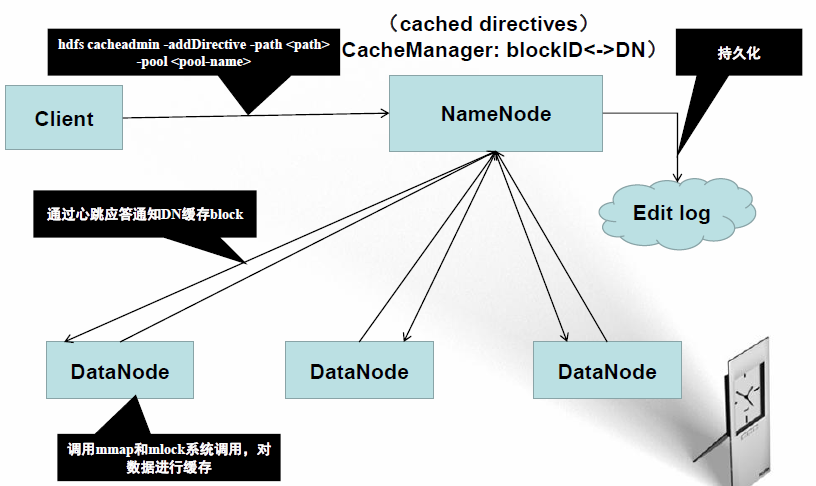 （cached directives）
hdfs cacheadmin -addDirective -path <path>
-pool <pool-name>
CacheManager: blockID<->DN）
持久化
Client
NameNode
Edit log
通过心跳应答通知DN缓存block
DataNode
DataNode
DataNode
调用mmap和mlock系统调用，对
数据进行缓存